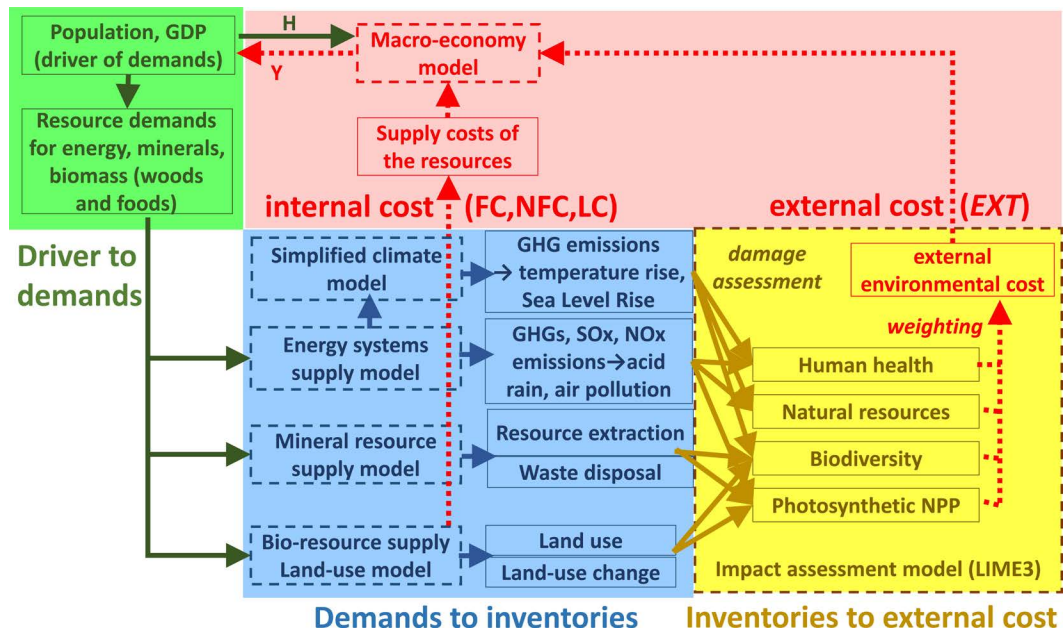 Population, GDP
(driver of demands)
H
Y
Macro-economy
model
Resource demands
for energy, minerals,
biomass (woods
and foods)
Supply costs of
the resources
internal cost (FC,NFC,LC)
external cost (EXT)
Driver to
demands
Simplified climate
model
GHG emissions
→ temperature rise,
Sea Level Rise
damage
assessment
external
environmental cost
weighting
Energy systems
supply model
GHGs, SOx, NOx
emissions→acid
rain, air pollution
Human health
Natural resources
Mineral resource
supply model
Resource extraction
Waste disposal
Biodiversity
Photosynthetic NPP
Bio-resource supply
Land-use model
Land use
Land-use change
Impact assessment model (LIME3)
Demands to inventories
Inventories to external cost